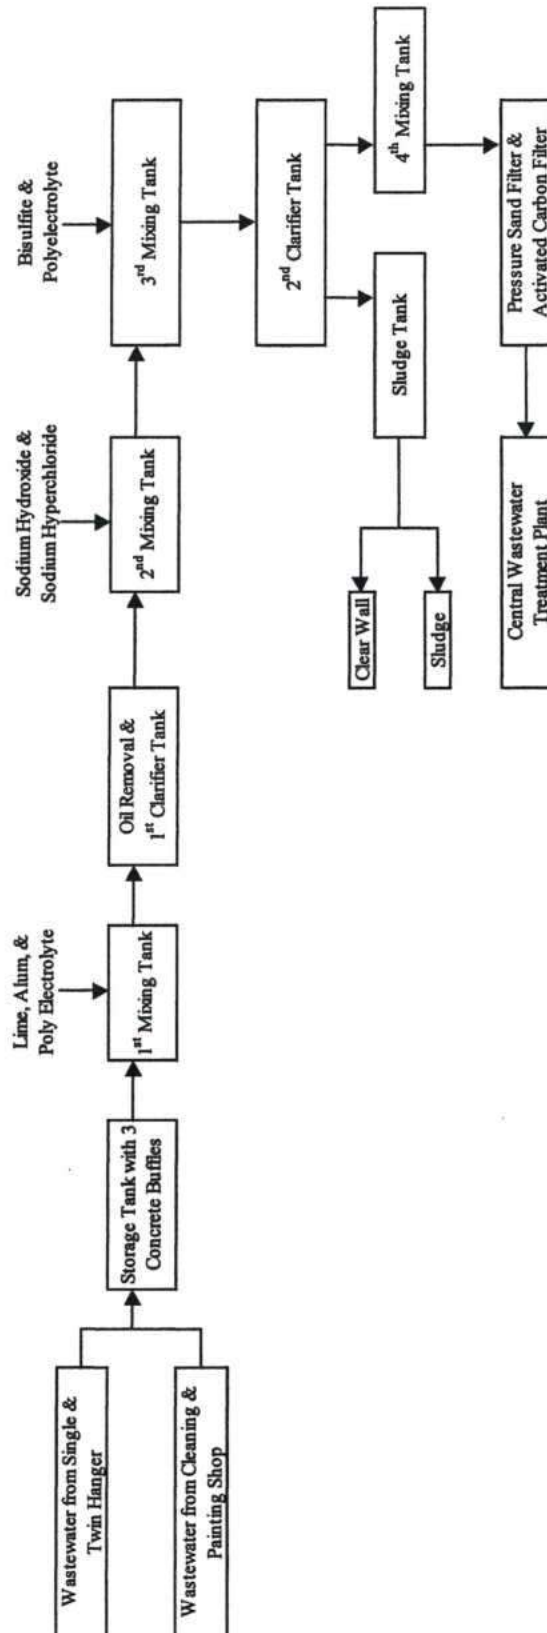 Wastewater from Single &
Twin Hanger
Wastewater from Cleaning &
Painting Shop
Storage Tank with 3
Concrete Buffles
Lime, Alum, &
Poly Electrolyte
1st Mixing Tank
Oil Removal &
1st Clarifier Tank
Sodium Hydroxide &
Sodium Hyperchloride
2nd Mixing Tank
Bisulfite &
Polyelectrolyte
3rd Mixing Tank
2nd Clarifier Tank
Sludge Tank
4th Mixing Tank
Clear Wall
Sludge
Pressure Sand Filter &
Activated Carbon Filter
Central Wastewater
Treatment Plant